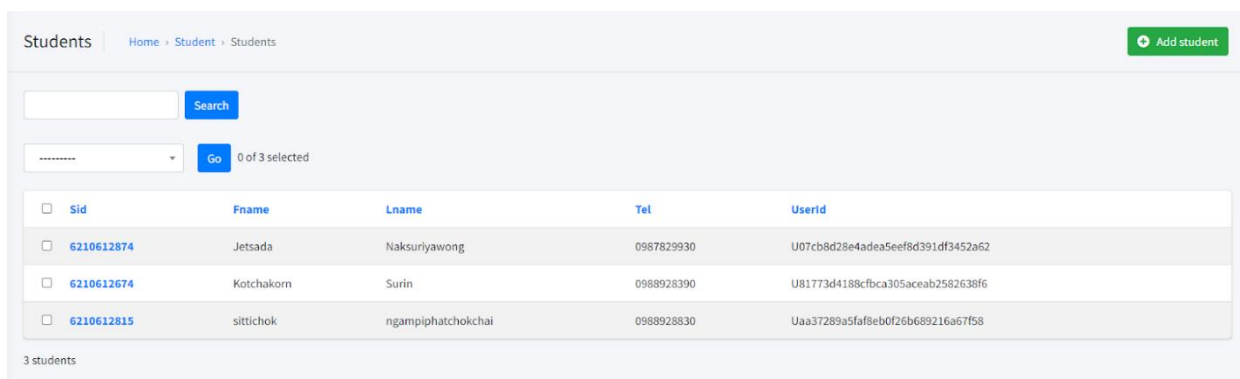 Students Home › Student › Students Add student
Search
--------- Go 0 of 3 selected
Sid Fname Lname Tel UserId
6210612874 Jetsada Naksuriyawong 0987829930 U07cb8d28e4adea5eef8d391df3452a62
6210612674 Kotchakorn Surin 0988928390 U81773d4188cfbca305aceab2582638f6
6210612815 sittichok ngampiphatchokchai 0988928830 Uaa37289a5faf8eb0f26b689216a67f58
3 students